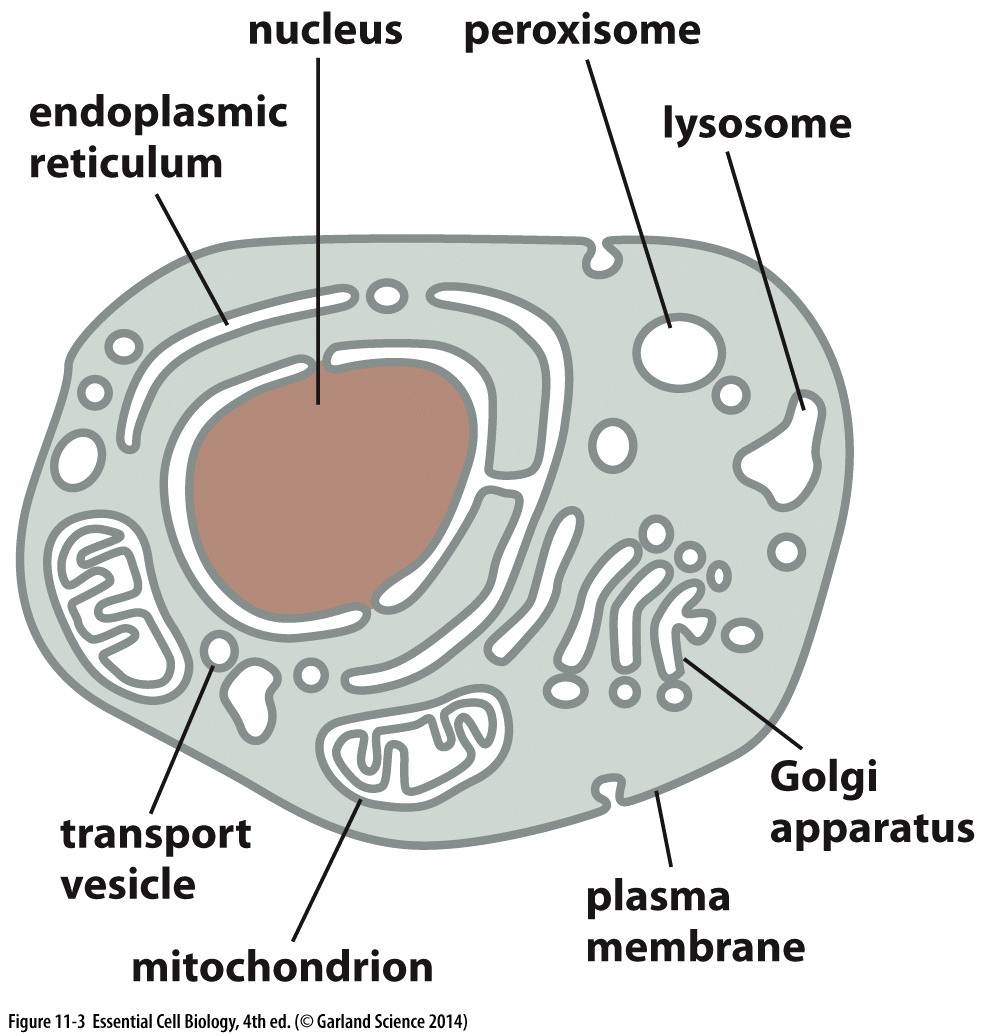 nucleus
peroxisome
endoplasmic
reticulum
lysosome
Golgi
apparatus
transport
vesicle
plasma
membrane
mitochondrion
Figure 11-3 Essential Cell Biology, 4th ed. (© Garland Science 2014)